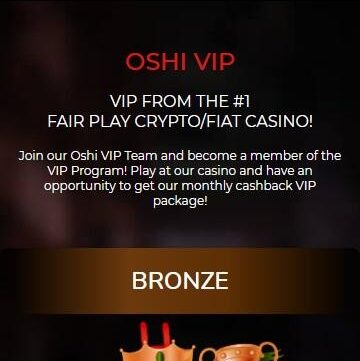 OSHI VIP
VIP FROM THE #1
FAIR PLAY CRYPTO/FIAT CASINO!
Join our Oshi VIP Team and become a member of the
VIP Program! Play at our casino and have an
opportunity to get our monthly cashback VIP
package!
BRONZE